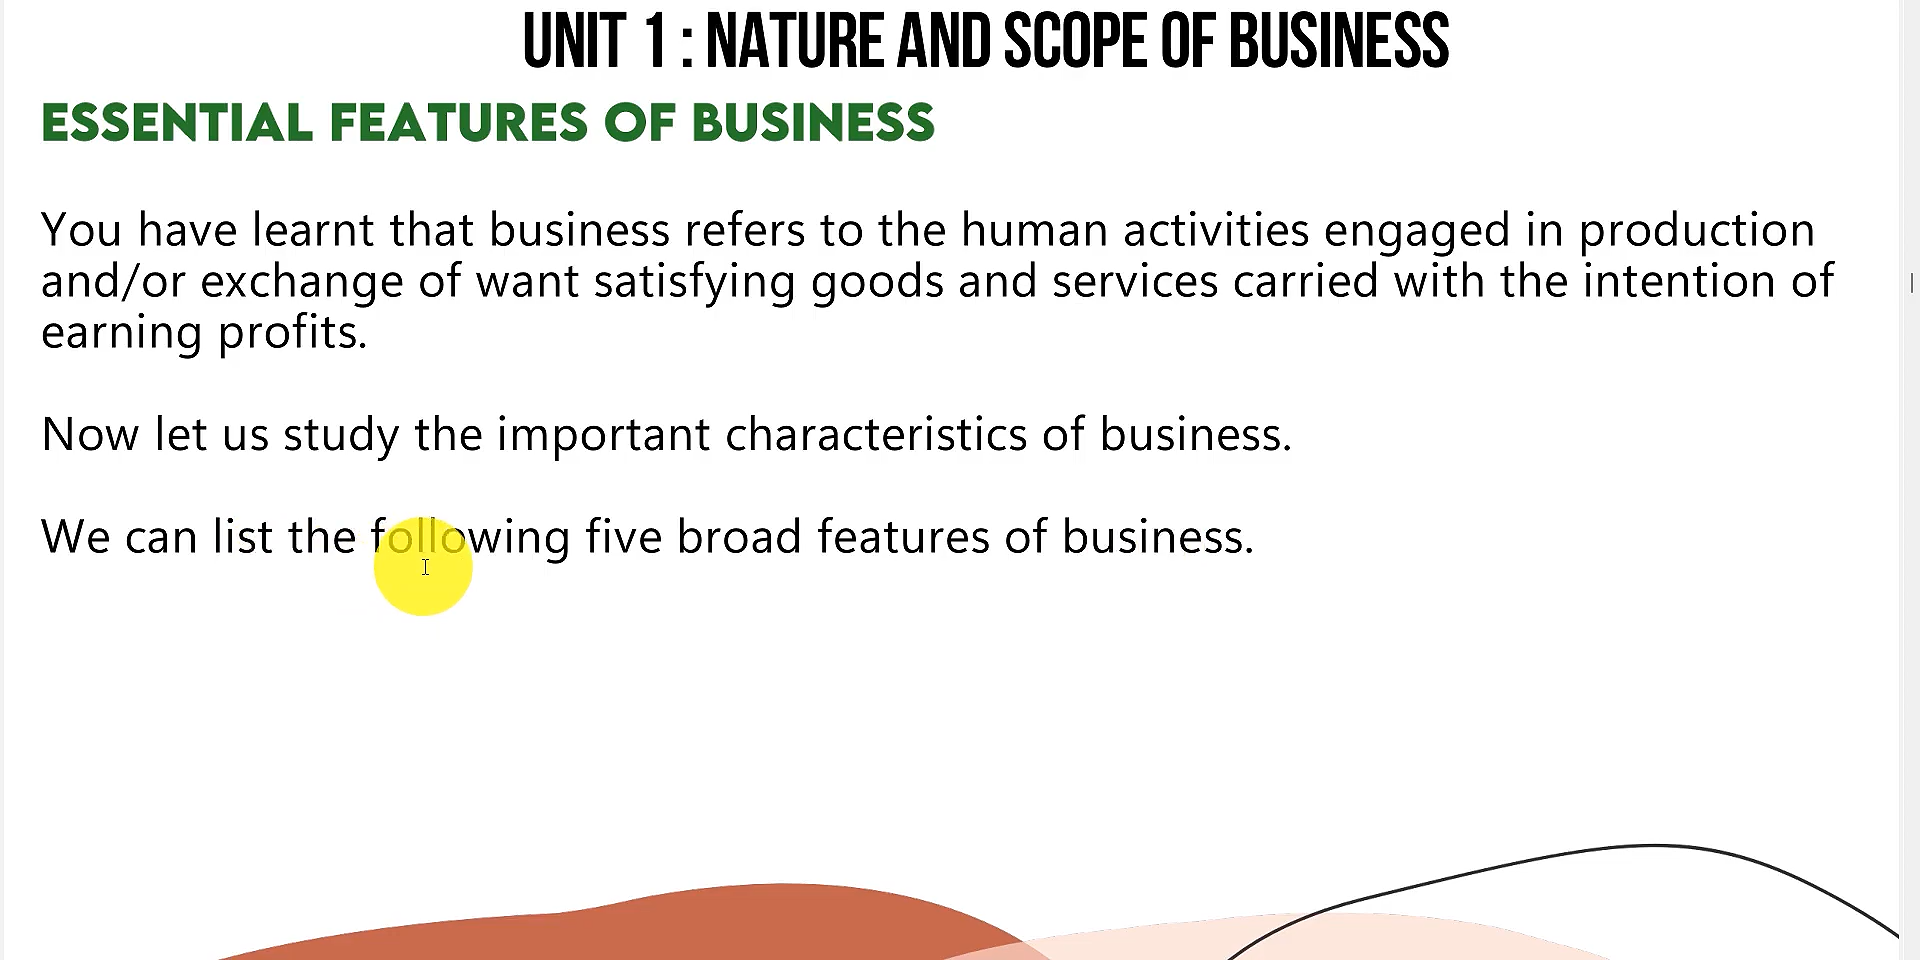 UNIT 1 : NATURE AND SCOPE OF BUSINESS
ESSENTIAL FEATURES OF BUSINESS
You have learnt that business refers to the human activities engaged in production
and/or exchange of want satisfying goods and services carried with the intention of
earning profits.
Now let us study the important characteristics of business.
We can list the following five broad features of business.